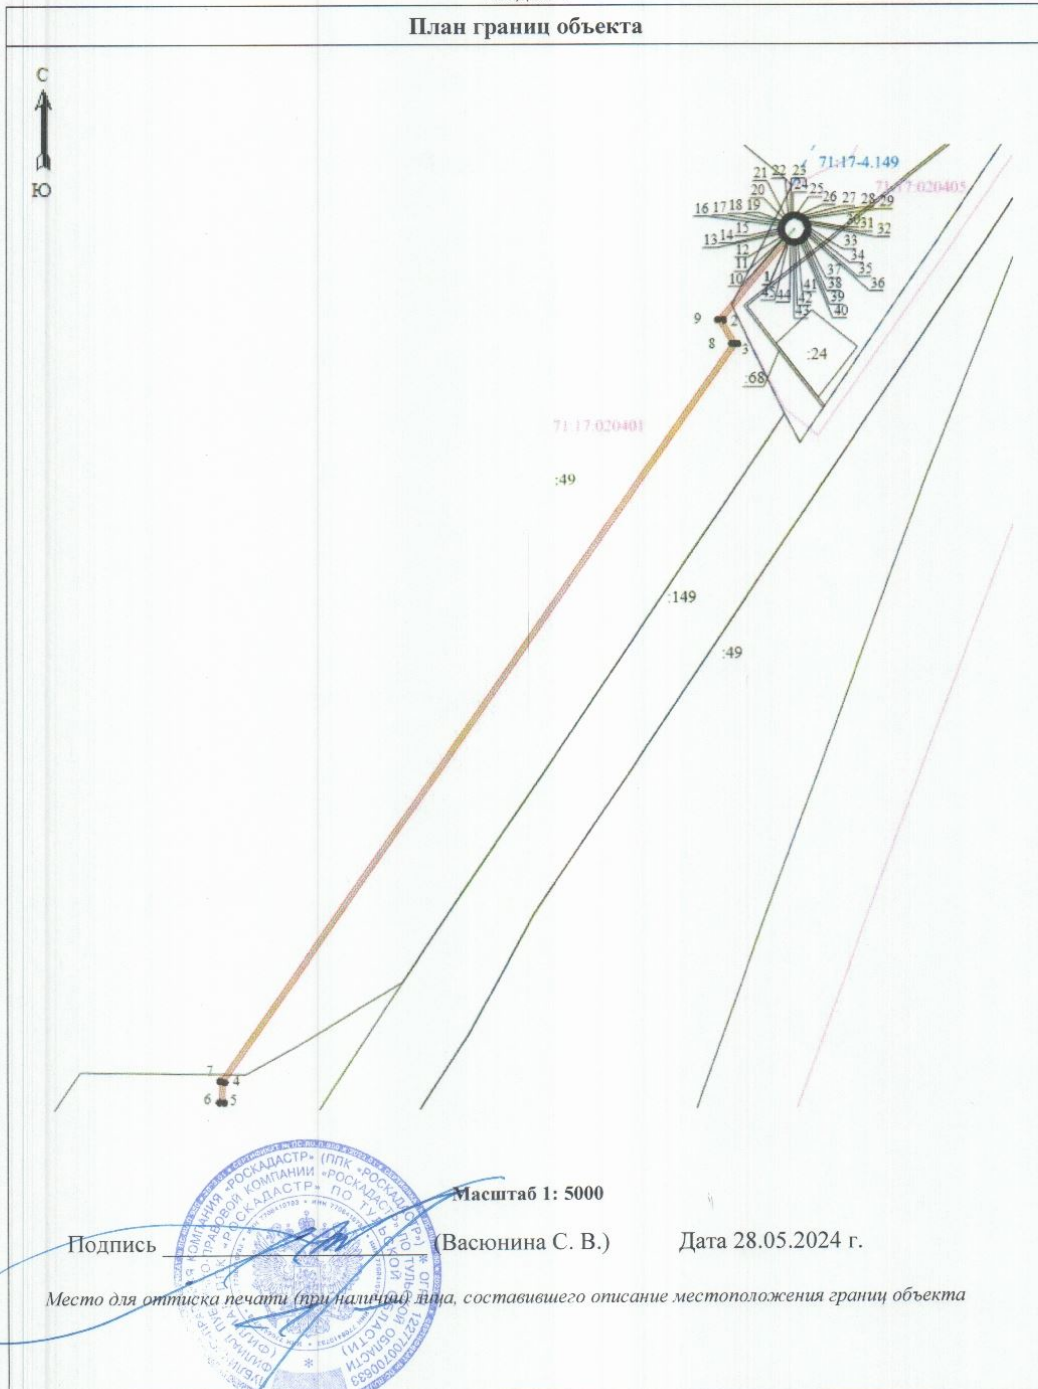 План границ объекта
С
Ю
71:17-4.149
71:17:020405
21 22 23
20 24 25 26 27 28 29
16 17 18 19 30 31 32
13 14 15 33
12 34
11 37 35
10 1 41 38 36
45 44 42 39
43 40
9 2
8 3
:24
:68
71:17:020401
:49
:149
:49
7 4
6 5
Масштаб 1: 5000
Подпись (Васюнина С. В.) Дата 28.05.2024 г.
Место для оттиска печати (при наличии) лица, составившего описание местоположения границ объекта